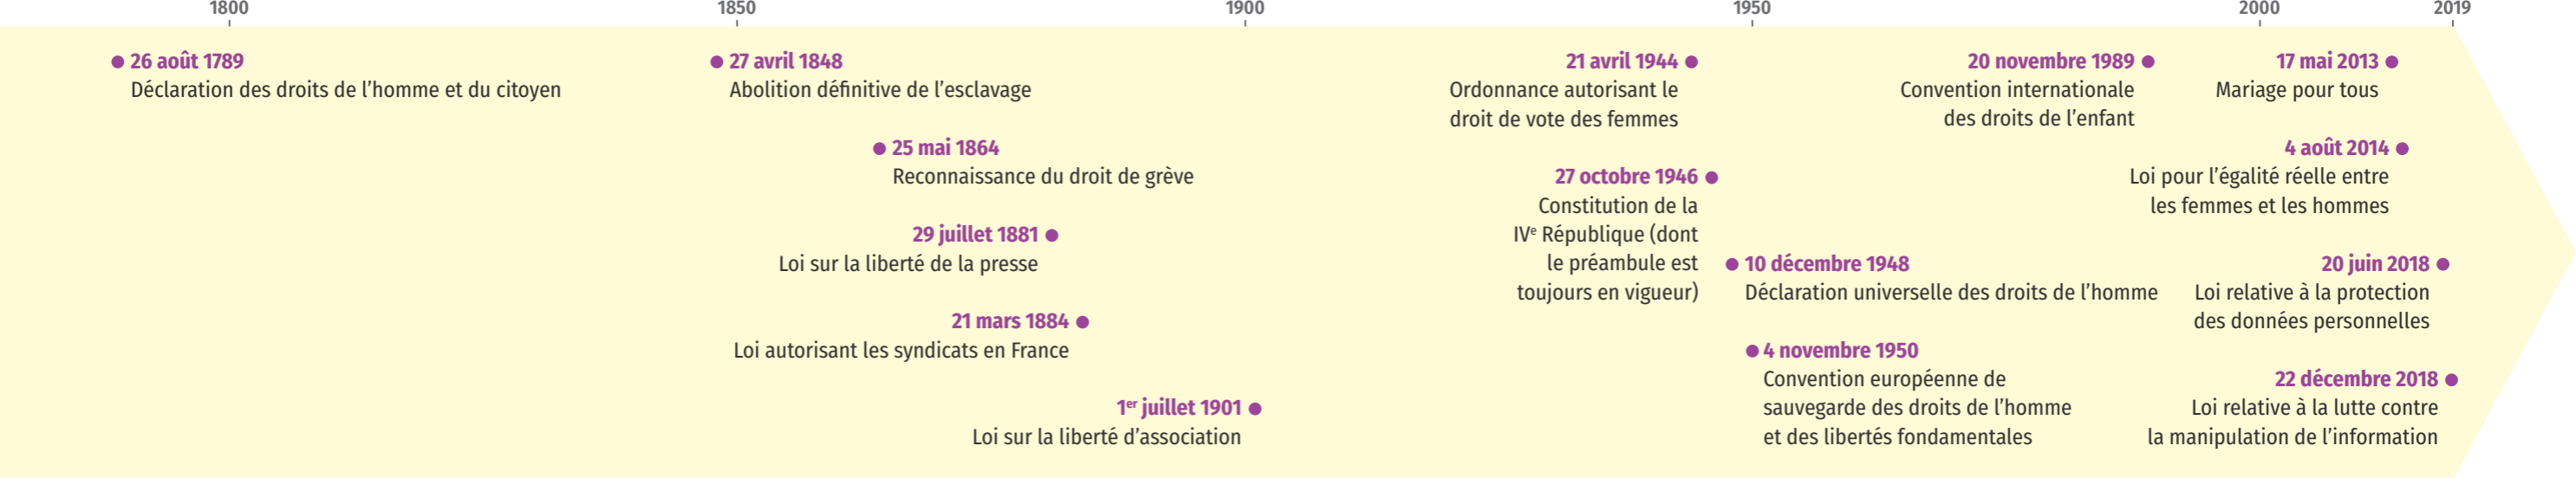 1800
1850
1900
1950
2000
2019
26 août 1789
Déclaration des droits de l’homme et du citoyen
27 avril 1848
Abolition définitive de l’esclavage
25 mai 1864
Reconnaissance du droit de grève
29 juillet 1881
Loi sur la liberté de la presse
21 mars 1884
Loi autorisant les syndicats en France
1er juillet 1901
Loi sur la liberté d’association
21 avril 1944
Ordonnance autorisant le
droit de vote des femmes
27 octobre 1946
Constitution de la
IVe République (dont
le préambule est
toujours en vigueur)
10 décembre 1948
Déclaration universelle des droits de l’homme
4 novembre 1950
Convention européenne de
sauvegarde des droits de l’homme
et des libertés fondamentales
20 novembre 1989
Convention internationale
des droits de l’enfant
17 mai 2013
Mariage pour tous
4 août 2014
Loi pour l’égalité réelle entre
les femmes et les hommes
20 juin 2018
Loi relative à la protection
des données personnelles
22 décembre 2018
Loi relative à la lutte contre
la manipulation de l’information